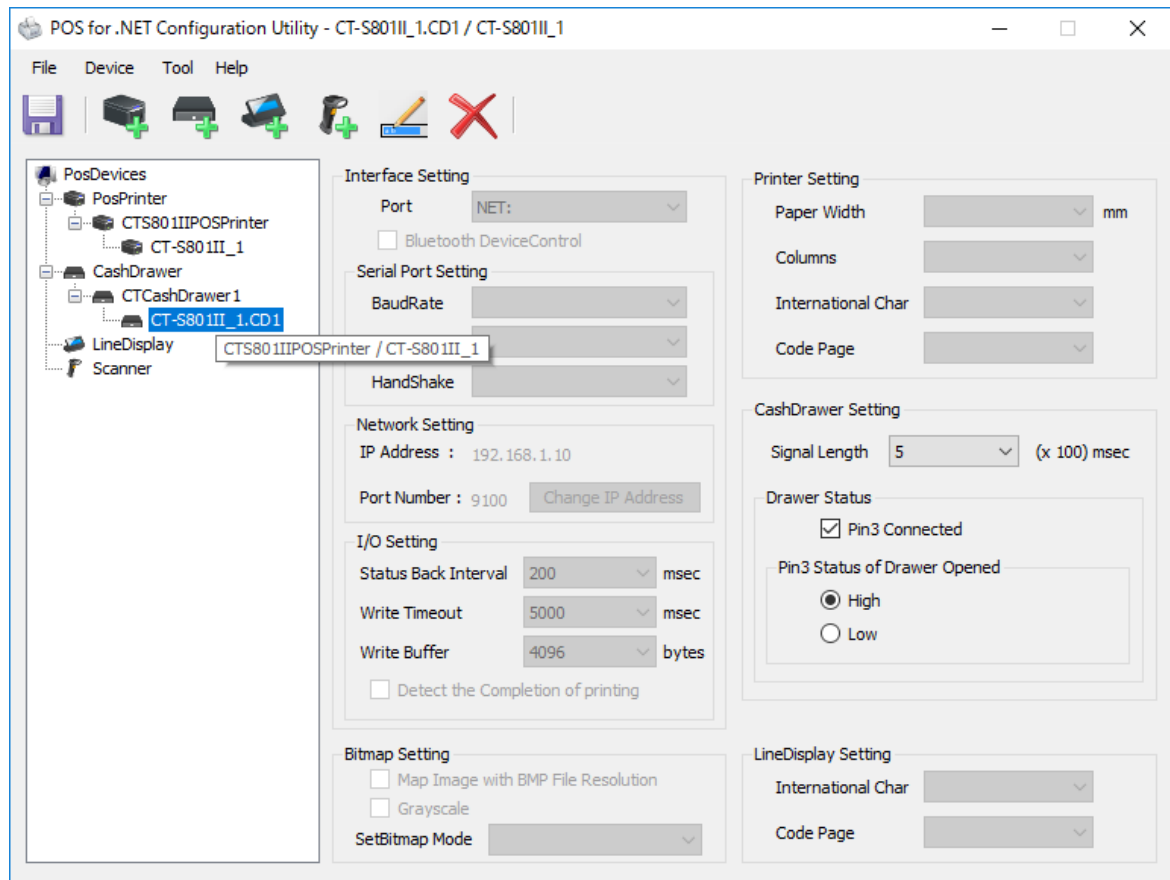 POS for .NET Configuration Utility - CT-S801II_1.CD1 / CT-S801II_1
File Device Tool Help
PosDevices
PosPrinter
CTS801IIPOSPrinter
CT-S801II_1
CashDrawer
CTCashDrawer1
CT-S801II_1.CD1
LineDisplay
CTS801IIPOSPrinter / CT-S801II_1
Scanner
Interface Setting
Port NET:
Bluetooth DeviceControl
Serial Port Setting
BaudRate
HandShake
Network Setting
IP Address : 192.168.1.10
Port Number : 9100 Change IP Address
I/O Setting
Status Back Interval 200 msec
Write Timeout 5000 msec
Write Buffer 4096 bytes
Detect the Completion of printing
Bitmap Setting
Map Image with BMP File Resolution
Grayscale
SetBitmap Mode
Printer Setting
Paper Width mm
Columns
International Char
Code Page
CashDrawer Setting
Signal Length 5 (x 100) msec
Drawer Status
Pin3 Connected
Pin3 Status of Drawer Opened
High
Low
LineDisplay Setting
International Char
Code Page